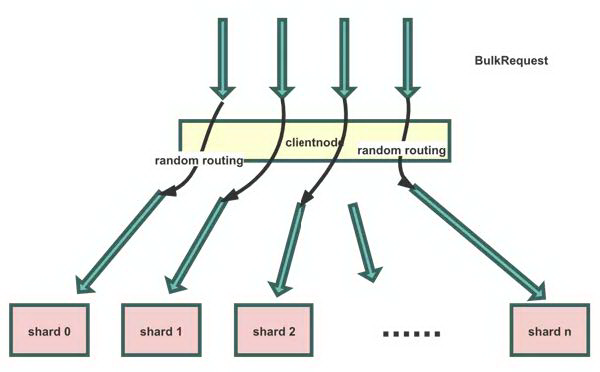 BulkRequest
clientnode
random routing
random routing
shard 0
shard 1
shard 2
......
shard n